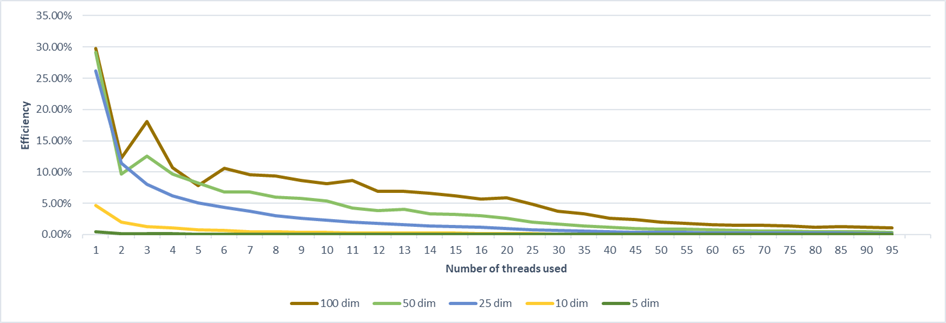 35.00%
30.00%
25.00%
20.00%
15.00%
10.00%
5.00%
0.00%
Efficiency
1 2 3 4 5 6 7 8 9 10 11 12 13 14 15 16 20 25 30 35 40 45 50 55 60 65 70 75 80 85 90 95
Number of threads used
100 dim 50 dim 25 dim 10 dim 5 dim